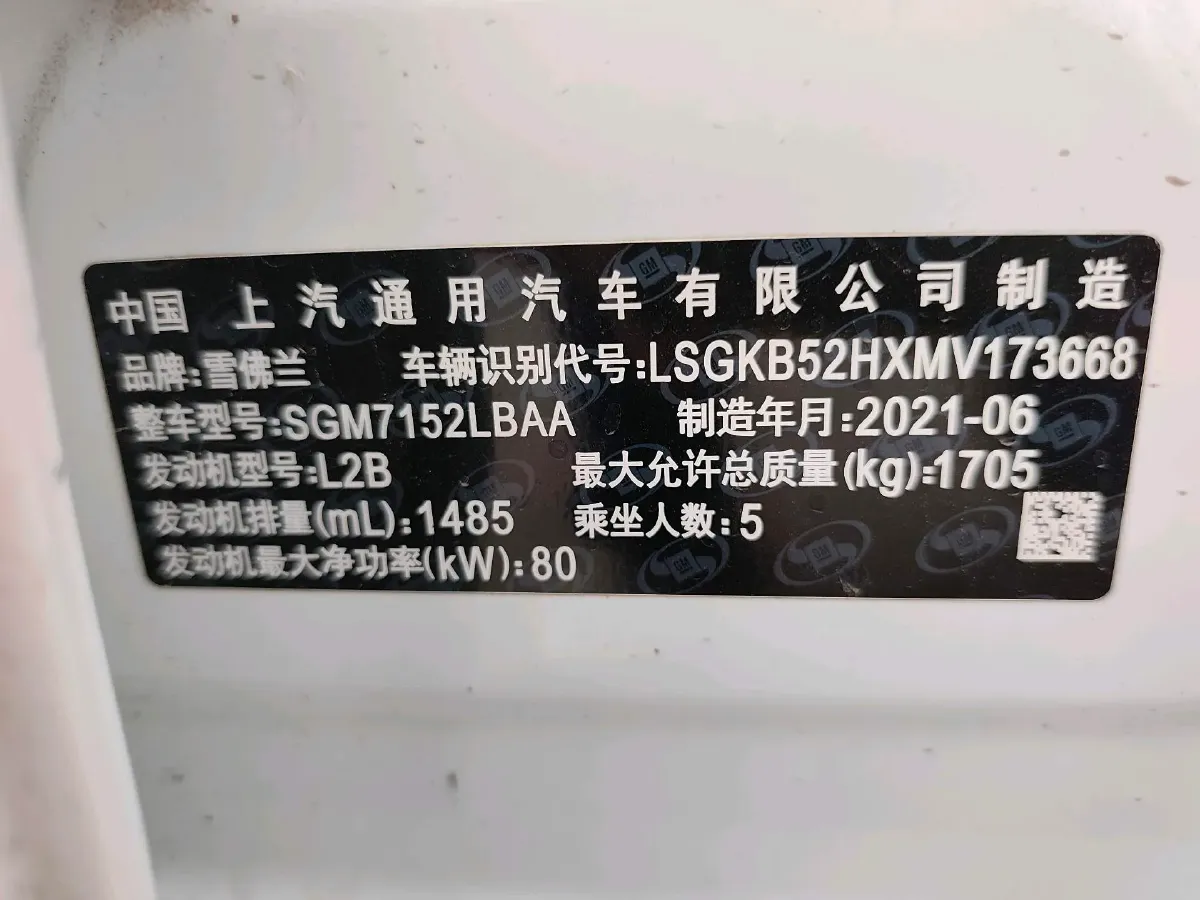 中国 上汽通用汽车有限公司制造
品牌:雪佛兰 车辆识别代号:LSGKB52HXMV173668
整车型号:SGM7152LBAA 制造年月:2021-06
发动机型号:L2B 最大允许总质量(kg):1705
发动机排量(mL):1485 乘坐人数:5
发动机最大净功率(kW):80